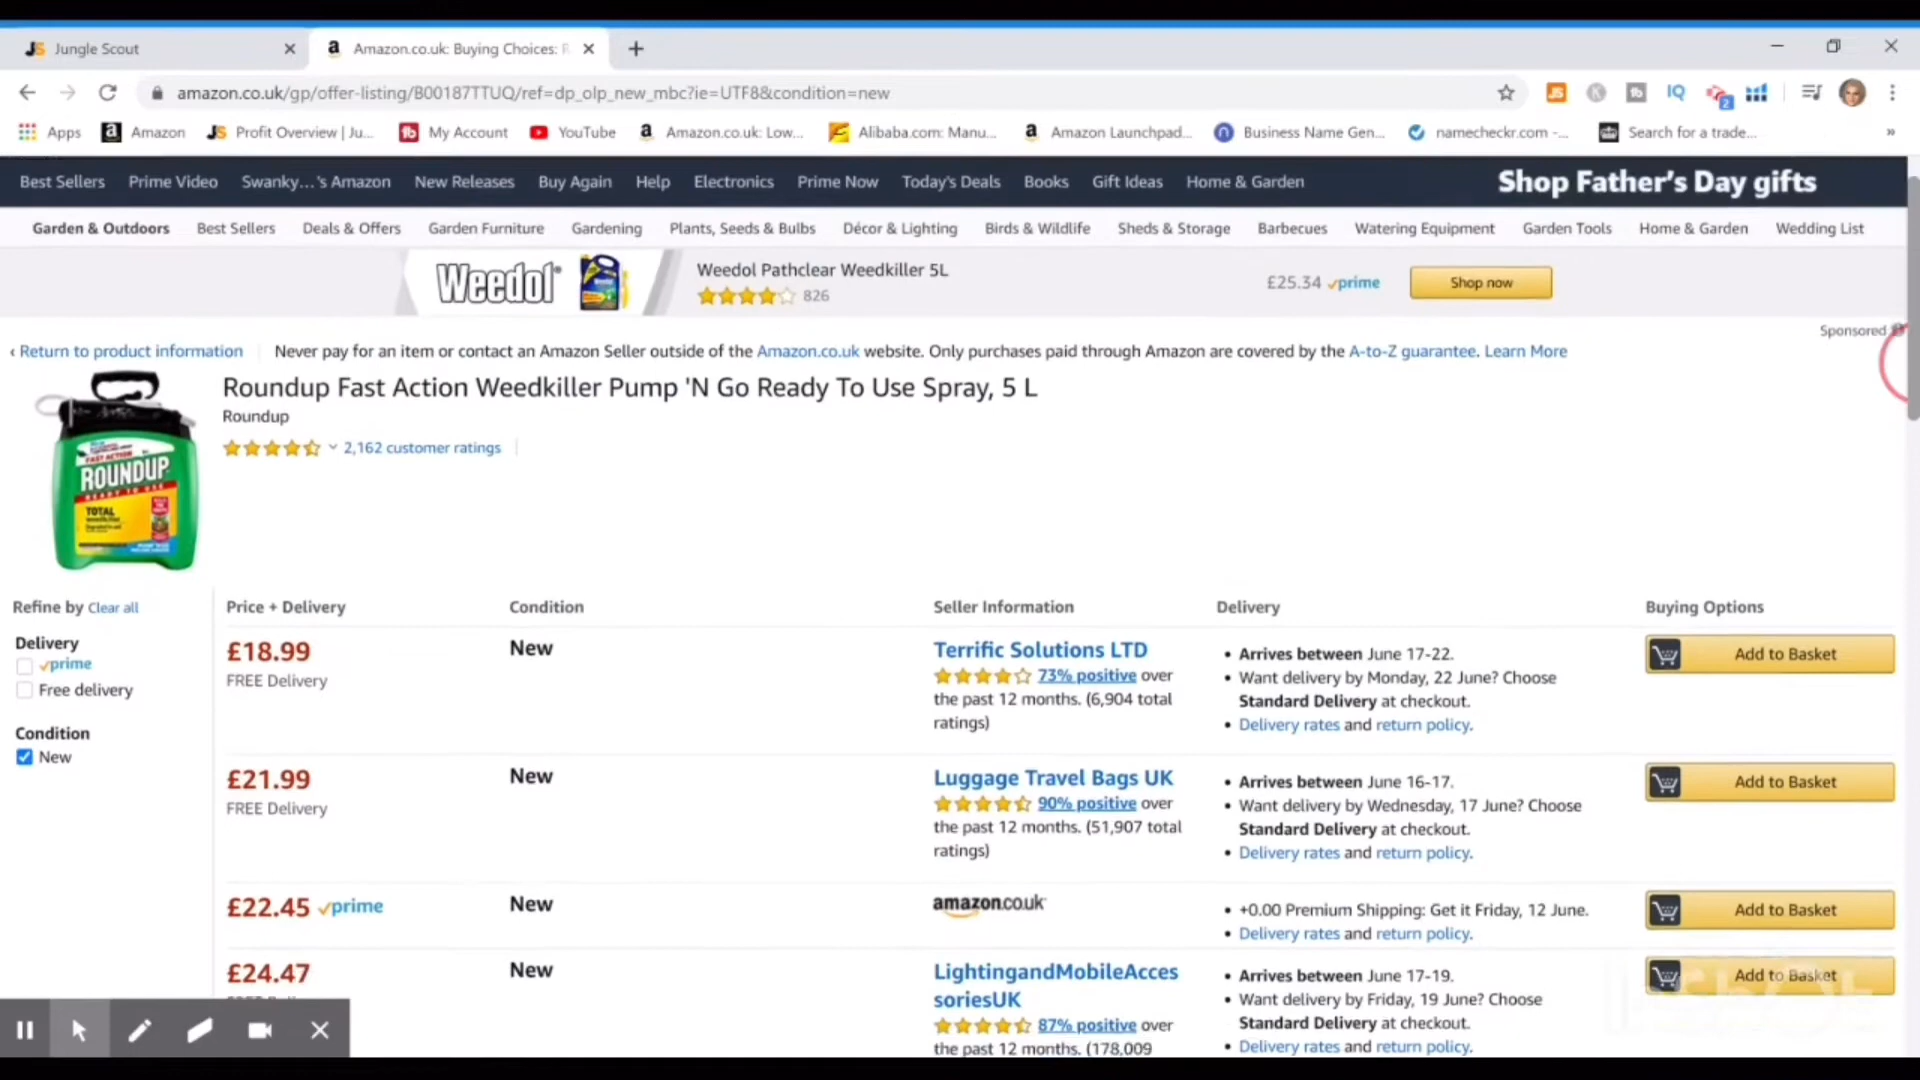 Jungle Scout
Amazon.co.uk: Buying Choices: R
amazon.co.uk/gp/offer-listing/B00187TTUQ/ref=dp_olp_new_mbc?ie=UTF8&condition=new
Apps Amazon Profit Overview | Ju... My Account YouTube Amazon.co.uk: Low... Alibaba.com: Manu... Amazon Launchpad... Business Name Gen... namecheckr.com -... Search for a trade... »
Best Sellers Prime Video Swanky...'s Amazon New Releases Buy Again Help Electronics Prime Now Today's Deals Books Gift Ideas Home & Garden Shop Father's Day gifts
Garden & Outdoors Best Sellers Deals & Offers Garden Furniture Gardening Plants, Seeds & Bulbs Décor & Lighting Birds & Wildlife Sheds & Storage Barbecues Watering Equipment Garden Tools Home & Garden Wedding List
Weedol
Weedol Pathclear Weedkiller 5L
826
£25.34 prime
Shop now
Sponsored
‹ Return to product information
Never pay for an item or contact an Amazon Seller outside of the Amazon.co.uk website. Only purchases paid through Amazon are covered by the A-to-Z guarantee. Learn More
FAST ACTION
ROUNDUP
READY TO USE
TOTAL
Roundup Fast Action Weedkiller Pump 'N Go Ready To Use Spray, 5 L
Roundup
2,162 customer ratings
Refine by Clear all
Delivery
prime
Free delivery
Condition
New
Price + Delivery Condition Seller Information Delivery Buying Options
£18.99
FREE Delivery
New
Terrific Solutions LTD
73% positive over
the past 12 months. (6,904 total
ratings)
• Arrives between June 17-22.
• Want delivery by Monday, 22 June? Choose
Standard Delivery at checkout.
• Delivery rates and return policy.
Add to Basket
£21.99
FREE Delivery
New
Luggage Travel Bags UK
90% positive over
the past 12 months. (51,907 total
ratings)
• Arrives between June 16-17.
• Want delivery by Wednesday, 17 June? Choose
Standard Delivery at checkout.
• Delivery rates and return policy.
Add to Basket
£22.45 prime
New
amazon.co.uk
• +0.00 Premium Shipping: Get it Friday, 12 June.
• Delivery rates and return policy.
Add to Basket
£24.47
New
LightingandMobileAcces
soriesUK
87% positive over
the past 12 months. (178,009
• Arrives between June 17-19.
• Want delivery by Friday, 19 June? Choose
Standard Delivery at checkout.
• Delivery rates and return policy.
Add to Basket